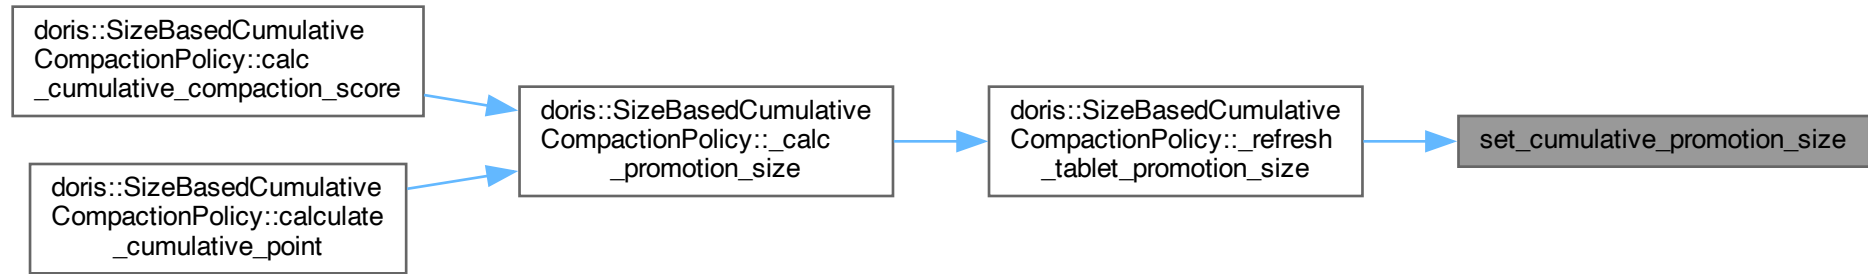 doris::SizeBasedCumulative
CompactionPolicy::calc
_cumulative_compaction_score
doris::SizeBasedCumulative
CompactionPolicy::calculate
_cumulative_point
doris::SizeBasedCumulative
CompactionPolicy::_calc
_promotion_size
doris::SizeBasedCumulative
CompactionPolicy::_refresh
_tablet_promotion_size
set_cumulative_promotion_size